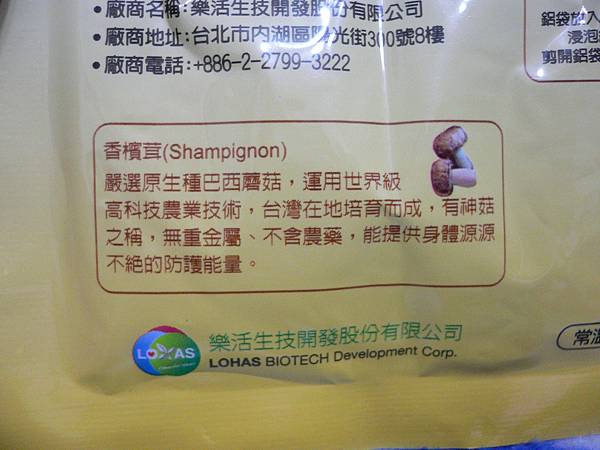 •廠商名稱:樂活生技開發股份有限公司
•廠商地址:台北市內湖區陽光街300號8樓
•廠商電話:+886-2-2799-3222
鋁袋放入
浸泡
剪開鋁袋
香檳茸(Shampignon)
嚴選原生種巴西蘑菇，運用世界級
高科技農業技術，台灣在地培育而成，有神菇
之稱，無重金屬、不含農藥，能提供身體源源
不絕的防護能量。
LOHAS
樂活生技開發股份有限公司
LOHAS BIOTECH Development Corp.
常溫